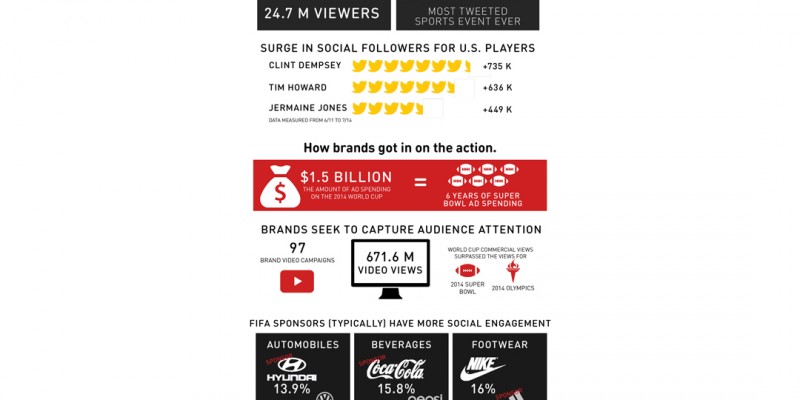 24.7 M VIEWERS
MOST TWEETED
SPORTS EVENT EVER
SURGE IN SOCIAL FOLLOWERS FOR U.S. PLAYERS
CLINT DEMPSEY +735 K
TIM HOWARD +636 K
JERMAINE JONES +449 K
DATA MEASURED FROM 6/11 TO 7/14
How brands got in on the action.
$1.5 BILLION
THE AMOUNT OF AD SPENDING
ON THE 2014 WORLD CUP
=
6 YEARS OF SUPER
BOWL AD SPENDING
BRANDS SEEK TO CAPTURE AUDIENCE ATTENTION
97
BRAND VIDEO CAMPAIGNS
671.6 M
VIDEO VIEWS
WORLD CUP COMMERCIAL VIEWS
SURPASSED THE VIEWS FOR
2014 SUPER
BOWL
2014 OLYMPICS
FIFA SPONSORS (TYPICALLY) HAVE MORE SOCIAL ENGAGEMENT
AUTOMOBILES
SPONSOR
HYUNDAI
13.9%
BEVERAGES
SPONSOR
Coca-Cola
15.8%
pepsi
FOOTWEAR
NIKE
16%
SPONSOR